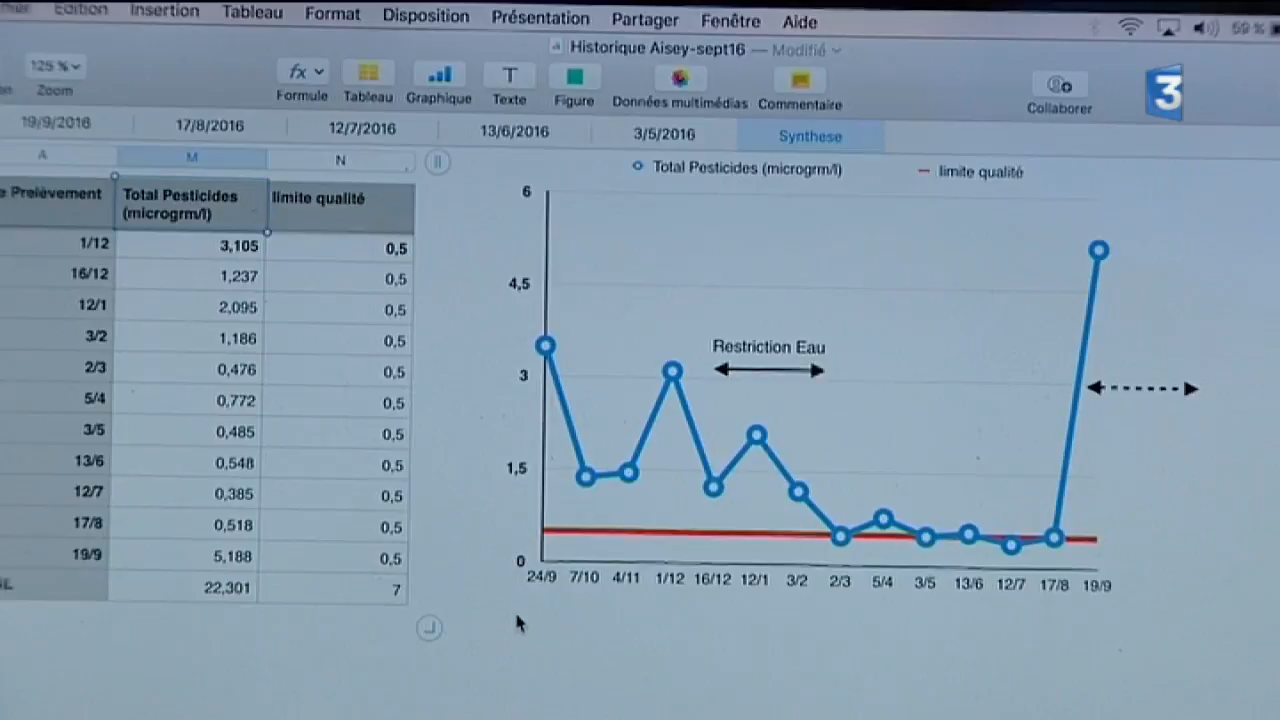 Edition Insertion Tableau Format Disposition Présentation Partager Fenêtre Aide
59 %
Historique Aisey-sept16 — Modifié
125 %
Zoom
fx
T
Formule Tableau Graphique Texte Figure Données multimédias Commentaire Collaborer
3
19/9/2016 17/8/2016 12/7/2016 13/6/2016 3/5/2016 Synthese
A M N
Prelèvement Total Pesticides (microgrm/l) limite qualité
1/12 3,105 0,5
16/12 1,237 0,5
12/1 2,095 0,5
3/2 1,186 0,5
2/3 0,476 0,5
5/4 0,772 0,5
3/5 0,485 0,5
13/6 0,548 0,5
12/7 0,385 0,5
17/8 0,518 0,5
19/9 5,188 0,5
22,301 7
Total Pesticides (microgrm/l) limite qualité
6
4,5
Restriction Eau
3
1,5
0
24/9 7/10 4/11 1/12 16/12 12/1 3/2 2/3 5/4 3/5 13/6 12/7 17/8 19/9